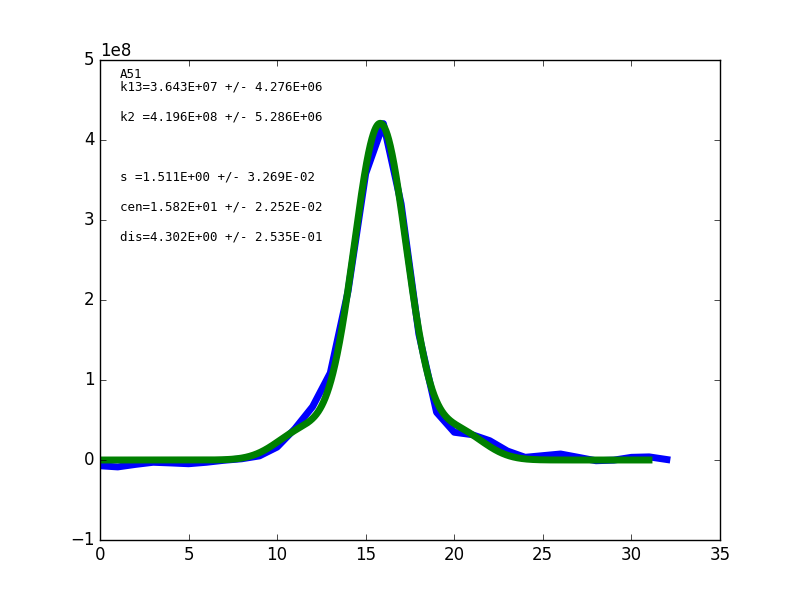 1e8
A51
k13=3.643E+07 +/- 4.276E+06
k2 =4.196E+08 +/- 5.286E+06
s =1.511E+00 +/- 3.269E-02
cen=1.582E+01 +/- 2.252E-02
dis=4.302E+00 +/- 2.535E-01
5
4
3
2
1
0
−1
0 5 10 15 20 25 30 35